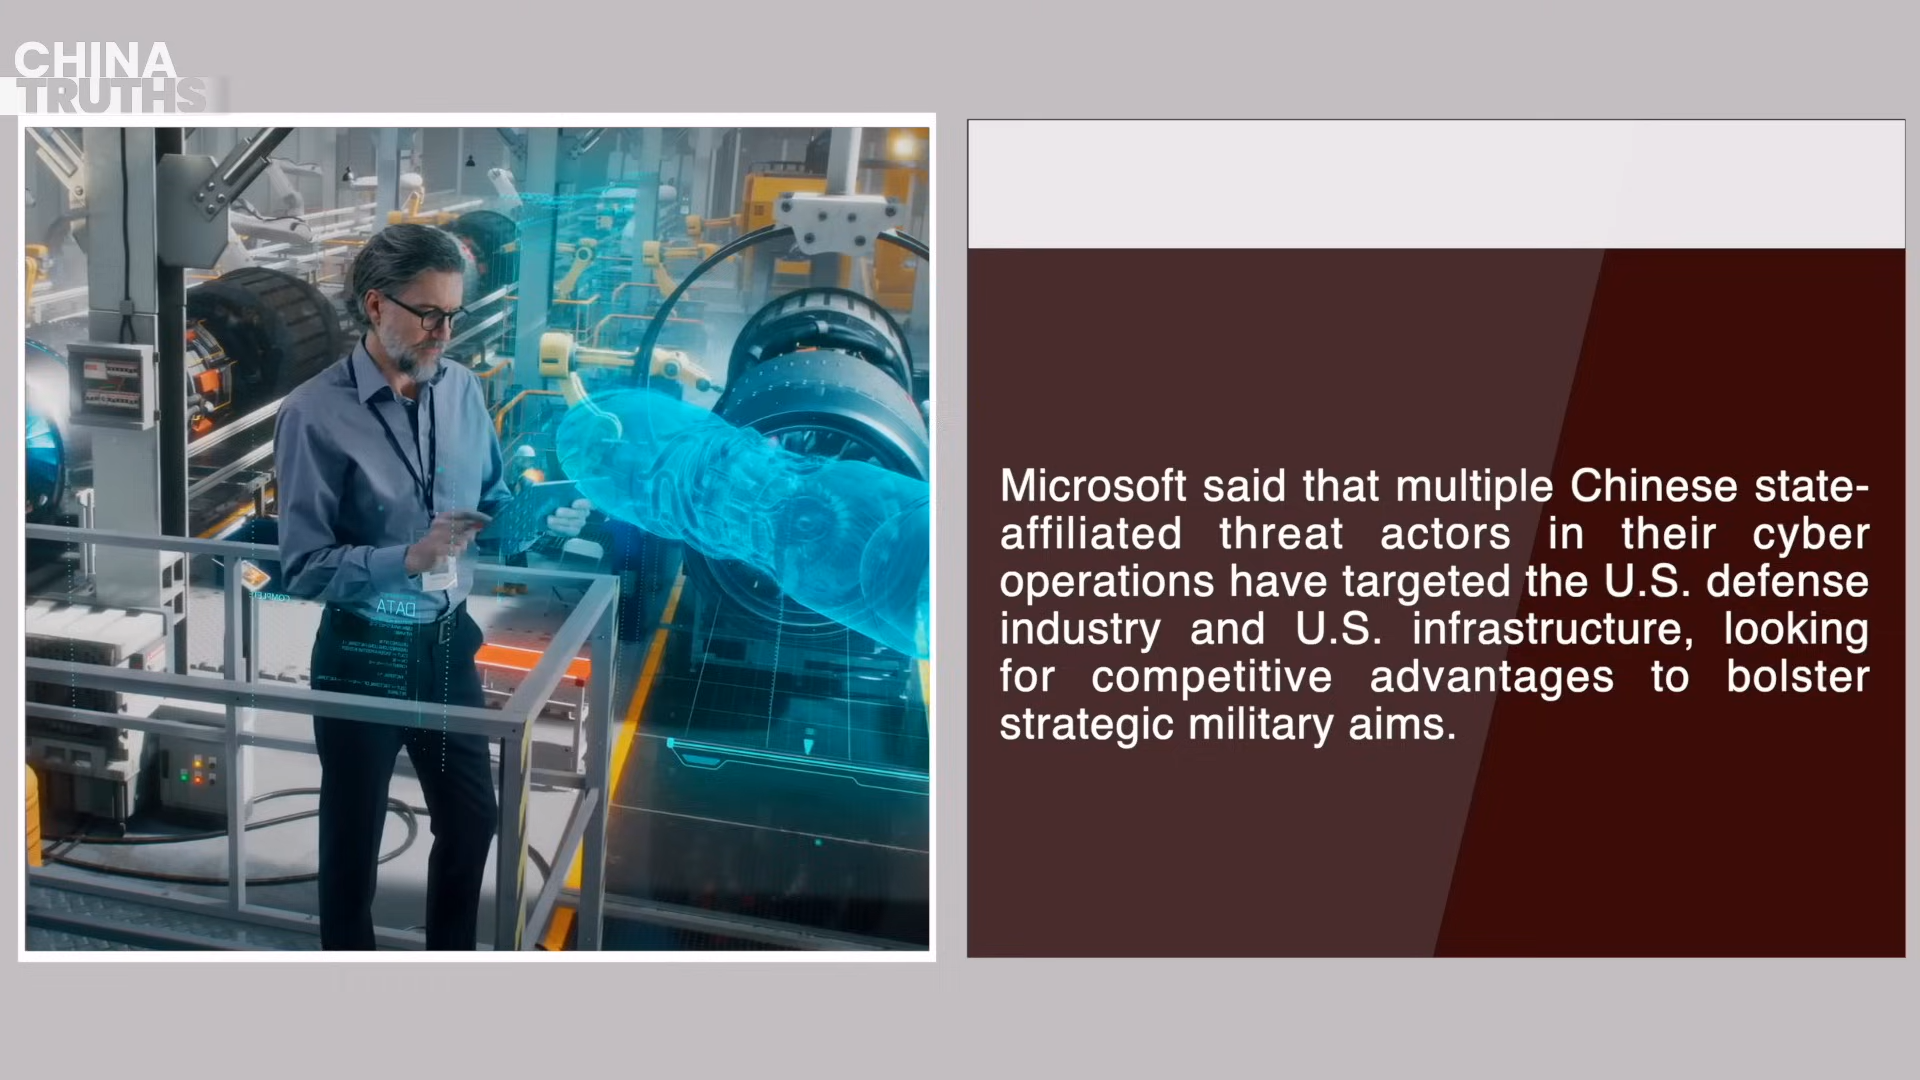 CHINA
TRUTHS
Microsoft said that multiple Chinese state-
affiliated threat actors in their cyber
operations have targeted the U.S. defense
industry and U.S. infrastructure, looking
for competitive advantages to bolster
strategic military aims.
COMPLETE
DATA